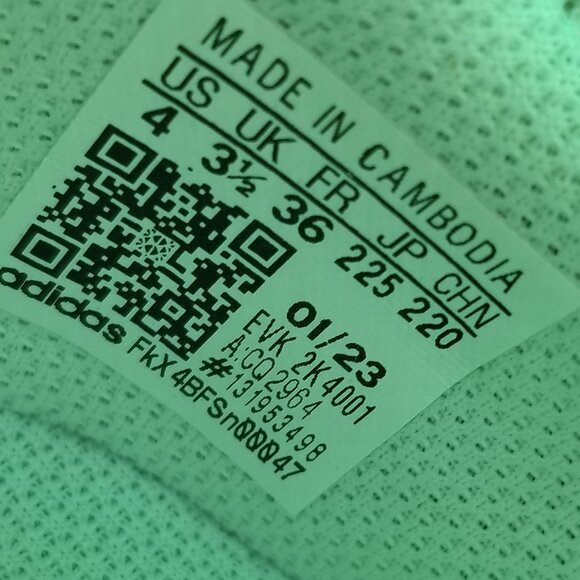 MADE IN CAMBODIA
US UK FR JP CHN
4 3½ 36 225 220
01/23
EVK 2K4001
A:CQ2964
#131953498
adidas FkX4BFSn00047